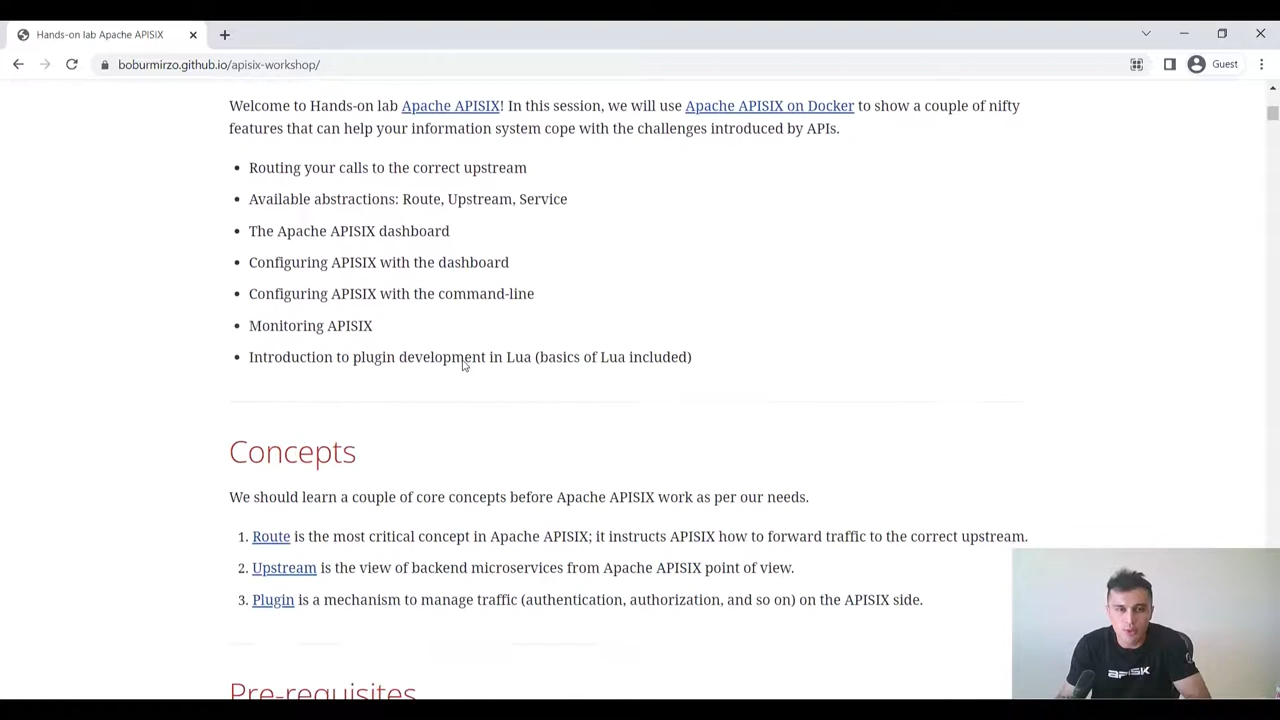 Hands-on lab Apache APISIX
boburmirzo.github.io/apisix-workshop/
Guest
Welcome to Hands-on lab Apache APISIX! In this session, we will use Apache APISIX on Docker to show a couple of nifty
features that can help your information system cope with the challenges introduced by APIs.
• Routing your calls to the correct upstream
• Available abstractions: Route, Upstream, Service
• The Apache APISIX dashboard
• Configuring APISIX with the dashboard
• Configuring APISIX with the command-line
• Monitoring APISIX
• Introduction to plugin development in Lua (basics of Lua included)
Concepts
We should learn a couple of core concepts before Apache APISIX work as per our needs.
1. Route is the most critical concept in Apache APISIX; it instructs APISIX how to forward traffic to the correct upstream.
2. Upstream is the view of backend microservices from Apache APISIX point of view.
3. Plugin is a mechanism to manage traffic (authentication, authorization, and so on) on the APISIX side.
Pre-requisites